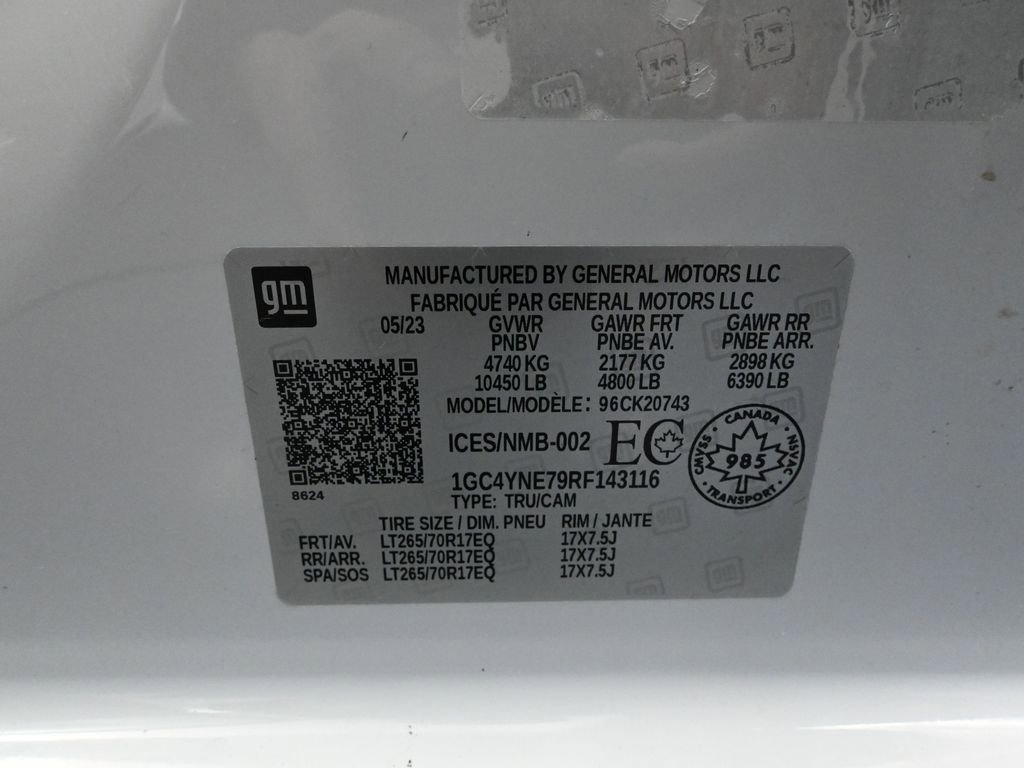 gm
MANUFACTURED BY GENERAL MOTORS LLC
FABRIQUÉ PAR GENERAL MOTORS LLC
05/23 GVWR GAWR FRT GAWR RR
PNBV PNBE AV. PNBE ARR.
4740 KG 2177 KG 2898 KG
10450 LB 4800 LB 6390 LB
MODEL/MODÈLE: 96CK20743
ICES/NMB-002 EC
CANADA
CMVSS 985 NSVAC
TRANSPORT
1GC4YNE79RF143116
8624
TYPE: TRU/CAM
TIRE SIZE / DIM. PNEU RIM / JANTE
FRT/AV. LT265/70R17EQ 17X7.5J
RR/ARR. LT265/70R17EQ 17X7.5J
SPA/SOS LT265/70R17EQ 17X7.5J